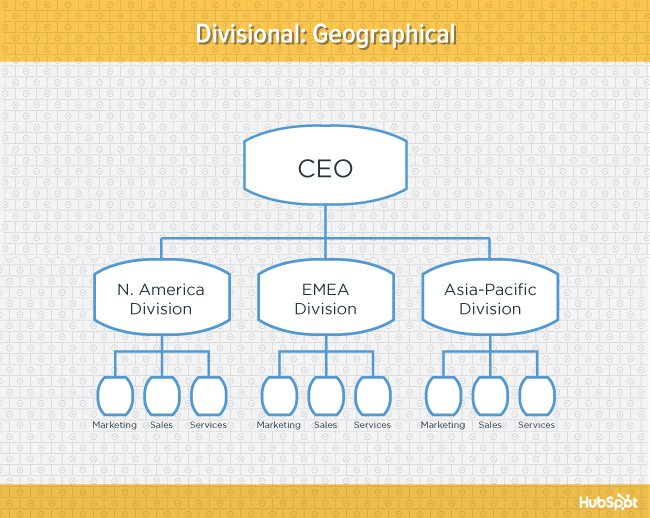 Divisional: Geographical
CEO
N. America
Division
EMEA
Division
Asia-Pacific
Division
Marketing Sales Services
Marketing Sales Services
Marketing Sales Services
HubSpot